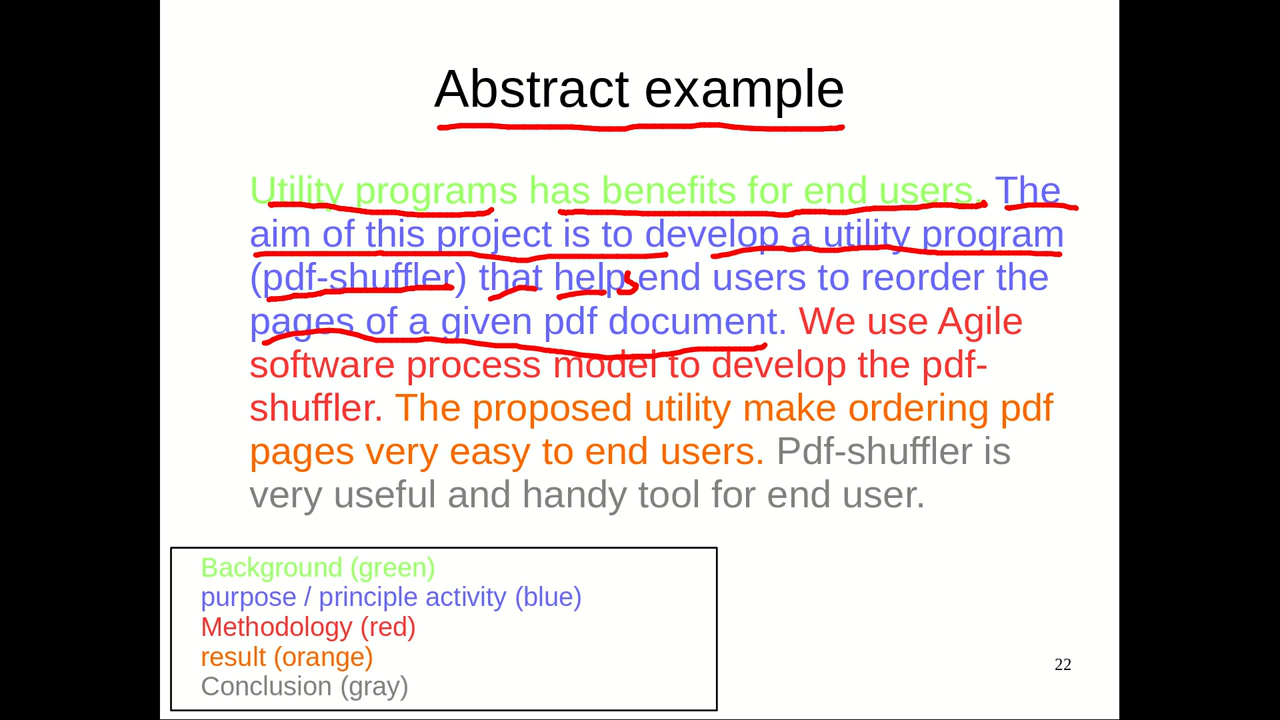 Abstract example
Utility programs has benefits for end users. The
aim of this project is to develop a utility program
(pdf-shuffler) that help s end users to reorder the
pages of a given pdf document. We use Agile
software process model to develop the pdf-
shuffler. The proposed utility make ordering pdf
pages very easy to end users. Pdf-shuffler is
very useful and handy tool for end user.
Background (green)
purpose / principle activity (blue)
Methodology (red)
result (orange)
Conclusion (gray)
22